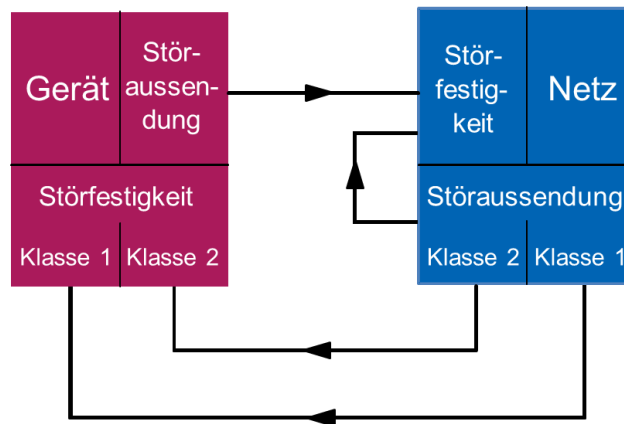 Gerät
Stör-
aussen-
dung
Störfestigkeit
Klasse 1
Klasse 2
Stör-
festig-
keit
Netz
Störaussendung
Klasse 2
Klasse 1